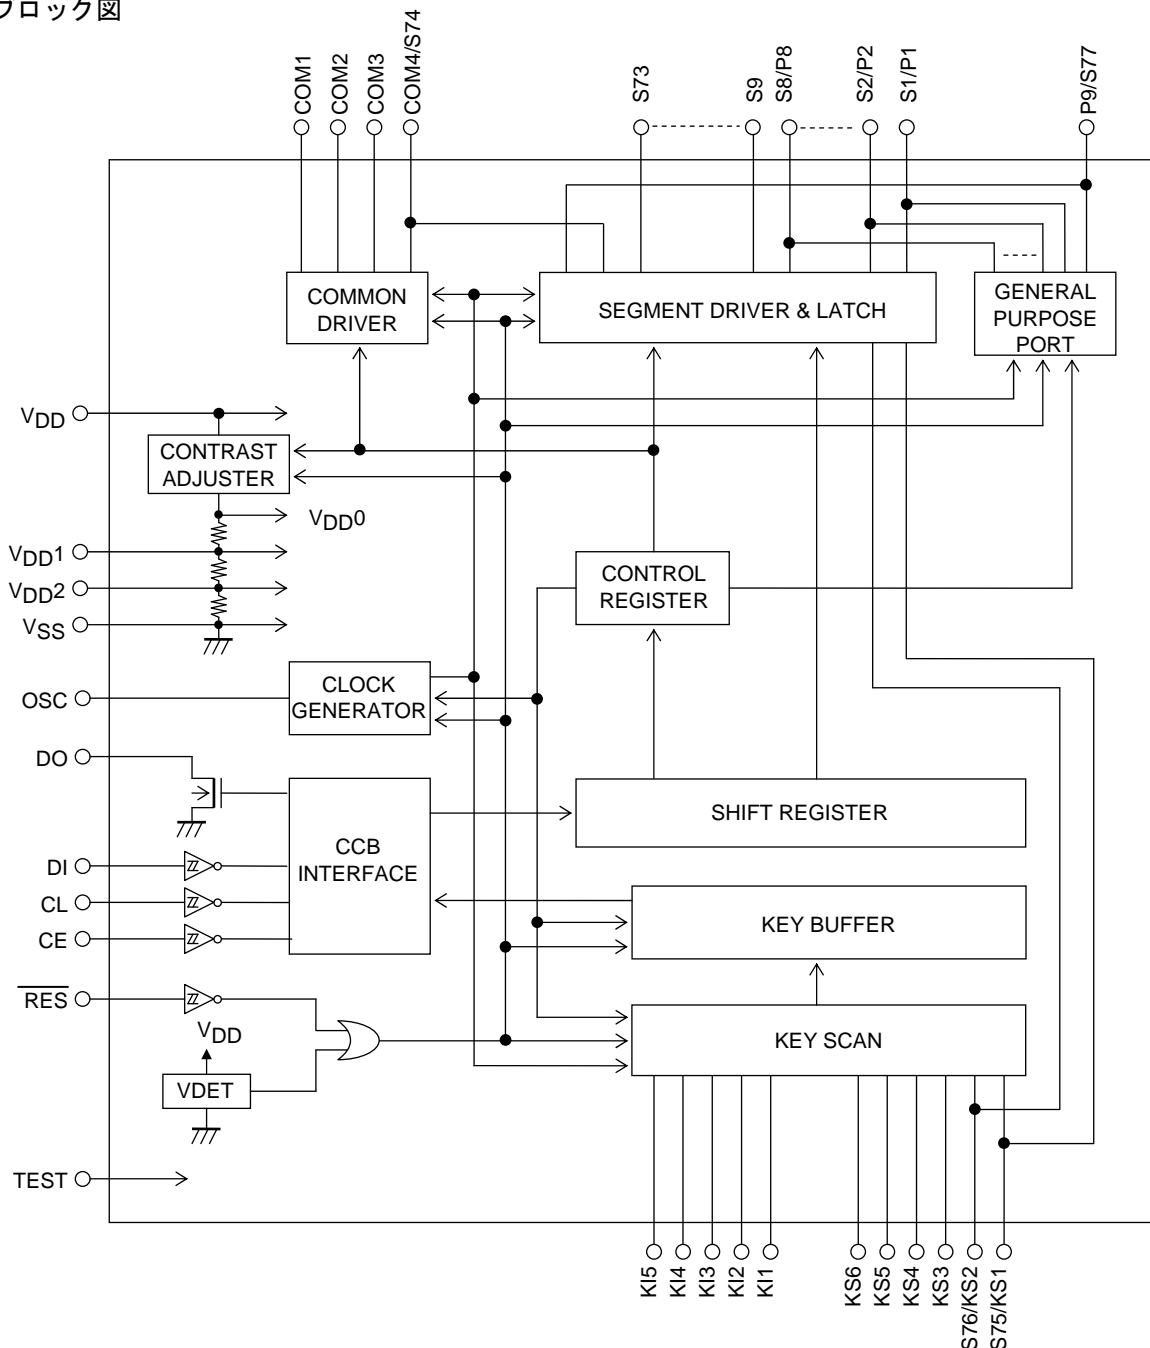 ブロック図
COM1
COM2
COM3
COM4/S74
S73
S9
S8/P8
S2/P2
S1/P1
P9/S77
COMMON
DRIVER
SEGMENT DRIVER & LATCH
GENERAL
PURPOSE
PORT
VDD
CONTRAST
ADJUSTER
VDD0
VDD1
VDD2
VSS
CONTROL
REGISTER
OSC
CLOCK
GENERATOR
DO
SHIFT REGISTER
CCB
INTERFACE
DI
CL
CE
KEY BUFFER
RES
VDD
KEY SCAN
VDET
TEST
KI5
KI4
KI3
KI2
KI1
KS6
KS5
KS4
KS3
S76/KS2
S75/KS1